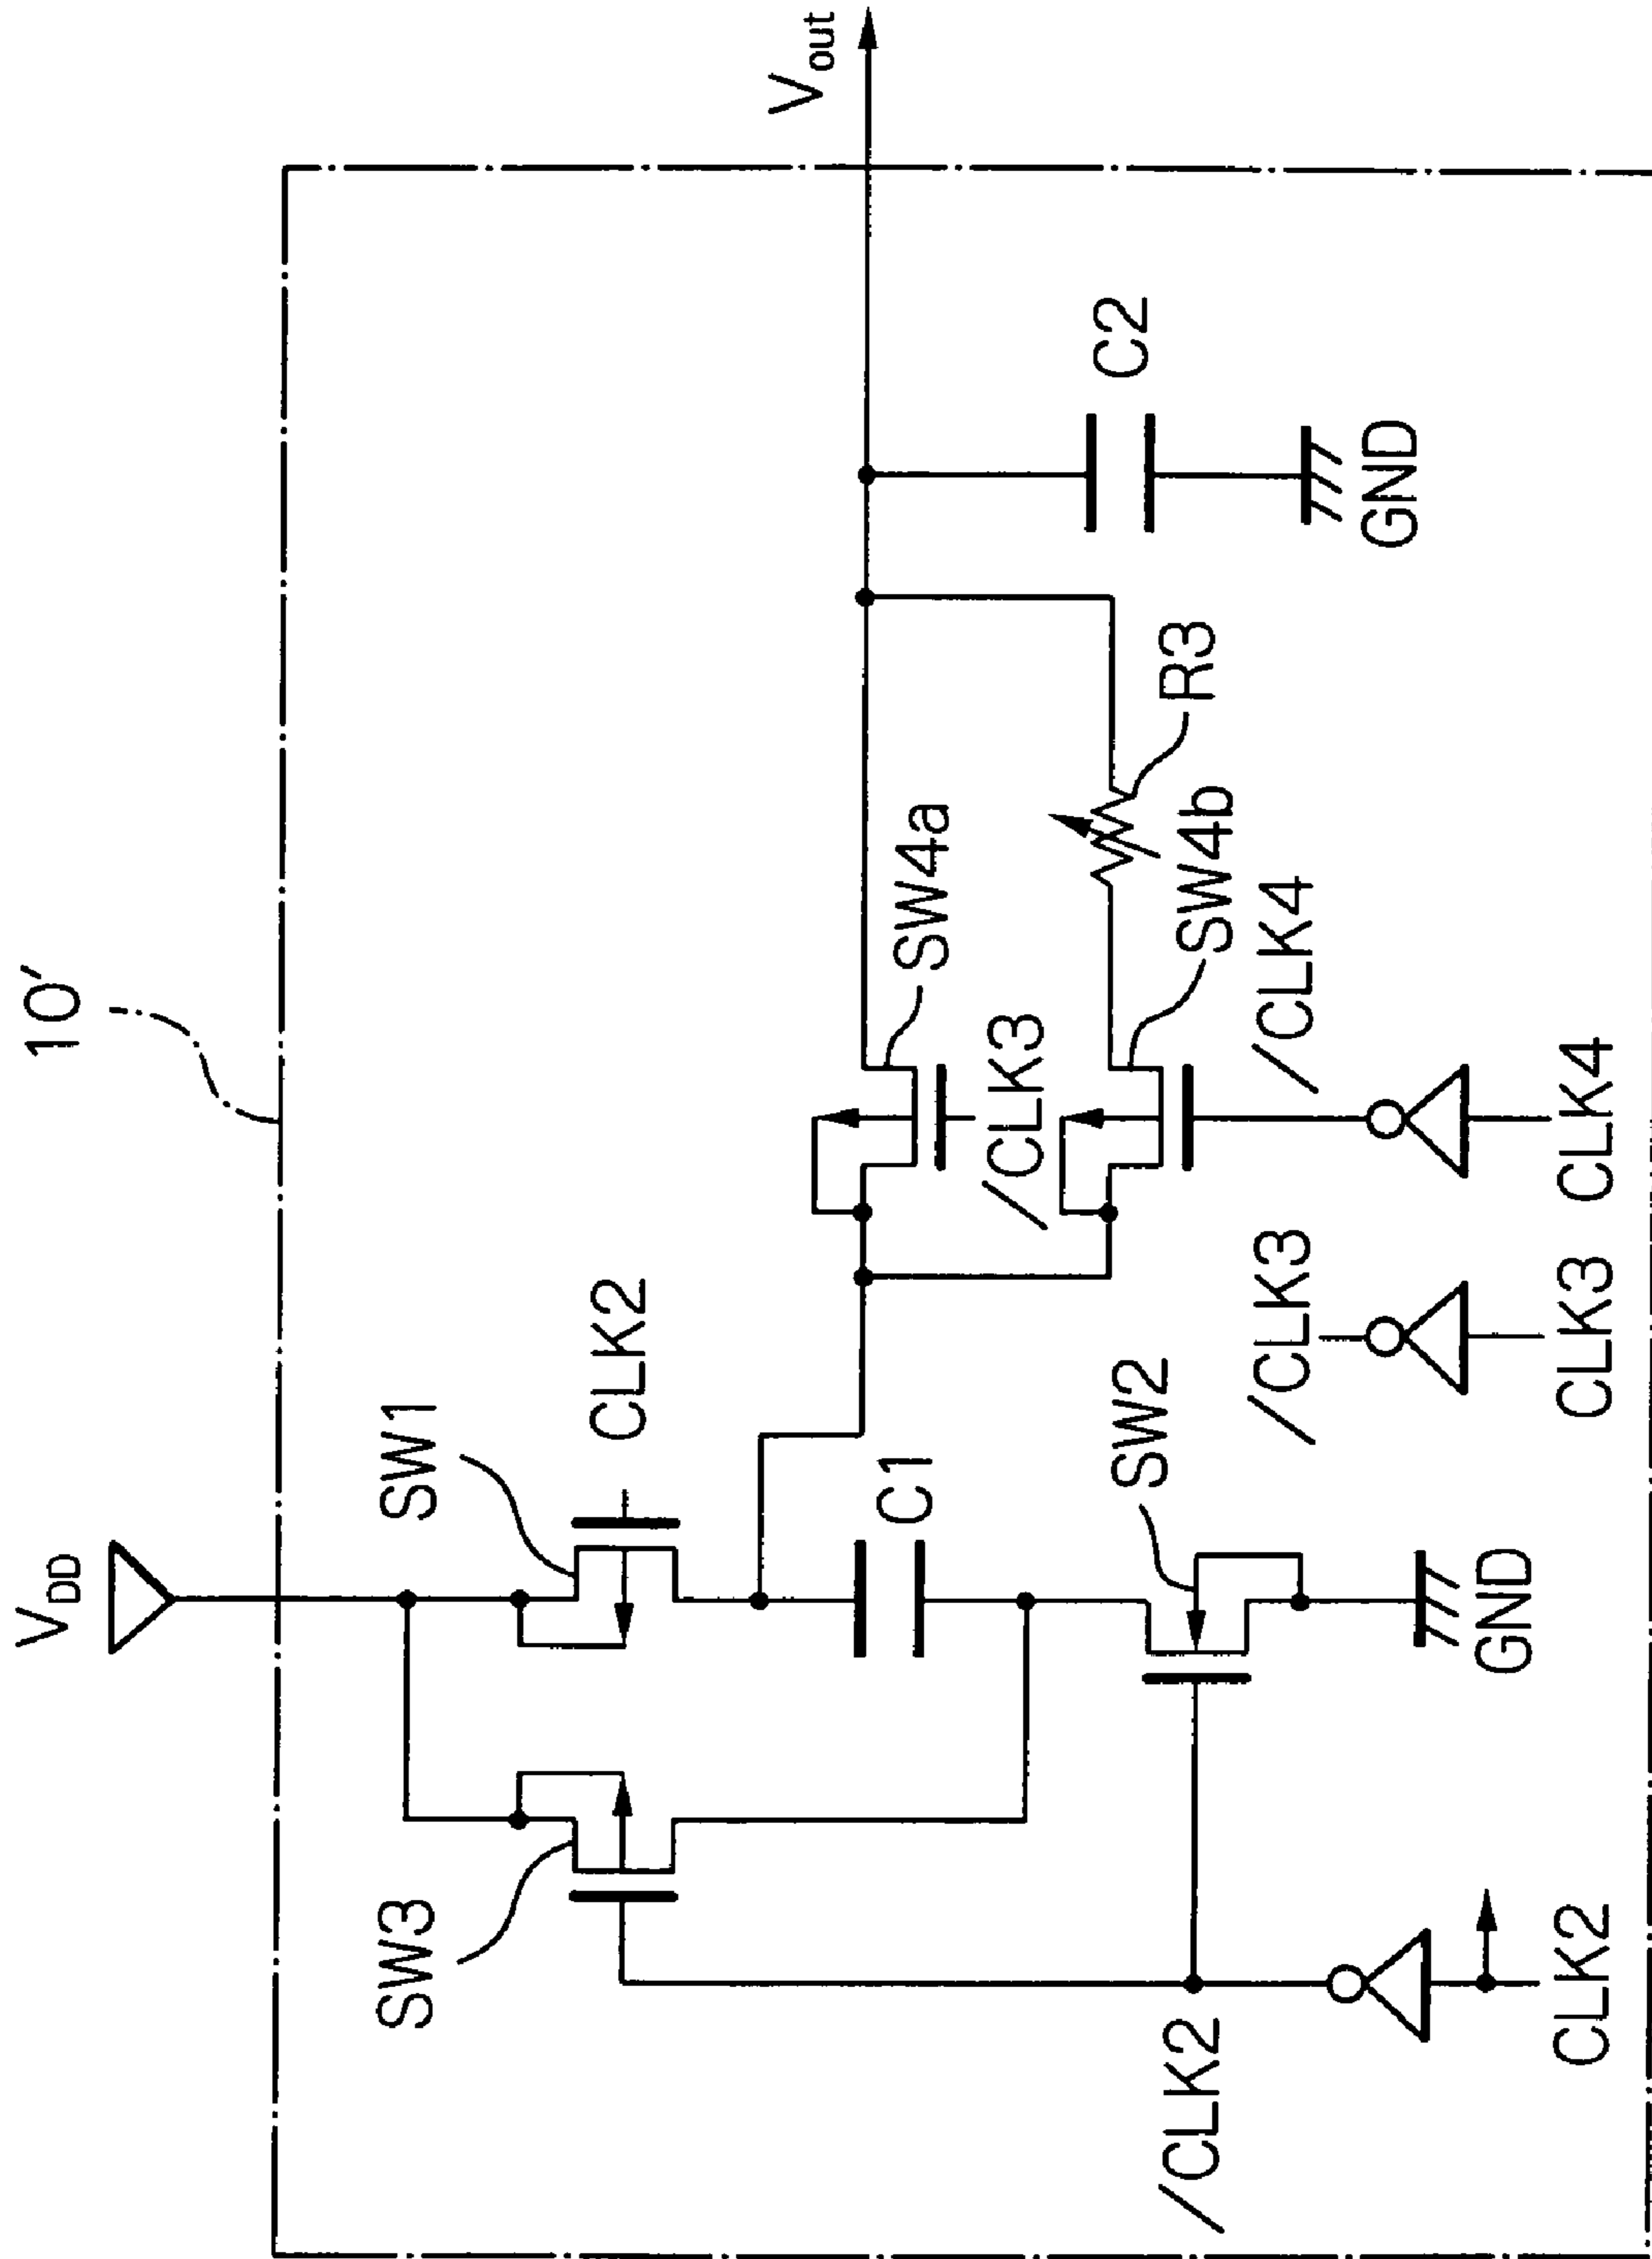 10′
V_DD
V_out
SW3
SW1
CLK2
SW4a
R3
C2
C1
/CLK3
SW4b
GND
SW2
/CLK3
/CLK4
/CLK2
GND
CLK2
CLK3
CLK4